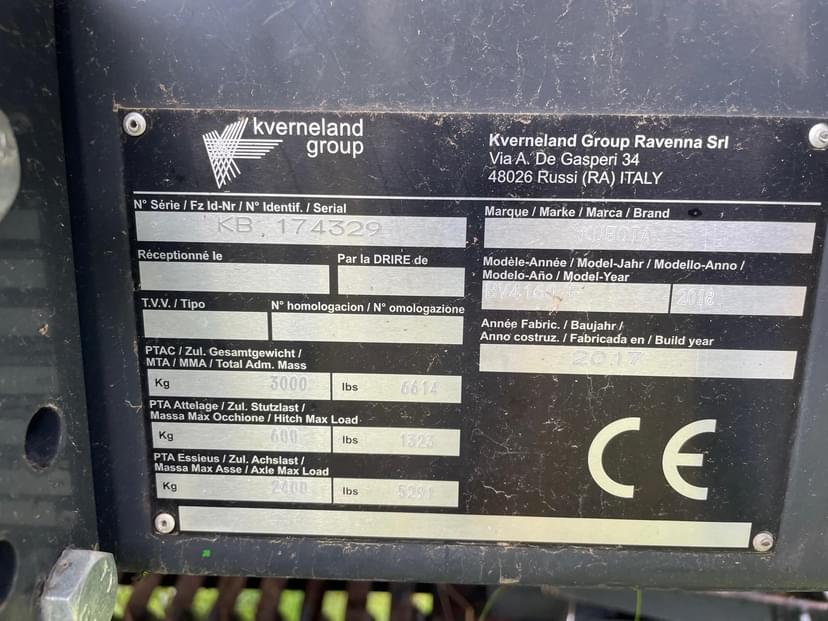 kverneland
group
Kverneland Group Ravenna Srl
Via A. De Gasperi 34
48026 Russi (RA) ITALY
N° Série / Fz Id-Nr / N° Identif. / Serial
KB 174329
Marque / Marke / Marca / Brand
KUBOTA
Réceptionné le
Par la DRIRE de
Modèle-Année / Model-Jahr / Modello-Anno /
Modelo-Año / Model-Year
2018
T.V.V. / Tipo
N° homologacion / N° omologazione
Année Fabric. / Baujahr /
Anno costruz. / Fabricada en / Build year
2017
PTAC / Zul. Gesamtgewicht /
MTA / MMA / Total Adm. Mass
Kg 3000 lbs 6614
PTA Attelage / Zul. Stutzlast /
Massa Max Occhione / Hitch Max Load
Kg 600 lbs 1323
PTA Essieus / Zul. Achslast /
Massa Max Asse / Axle Max Load
Kg 2400 lbs 5291
CE